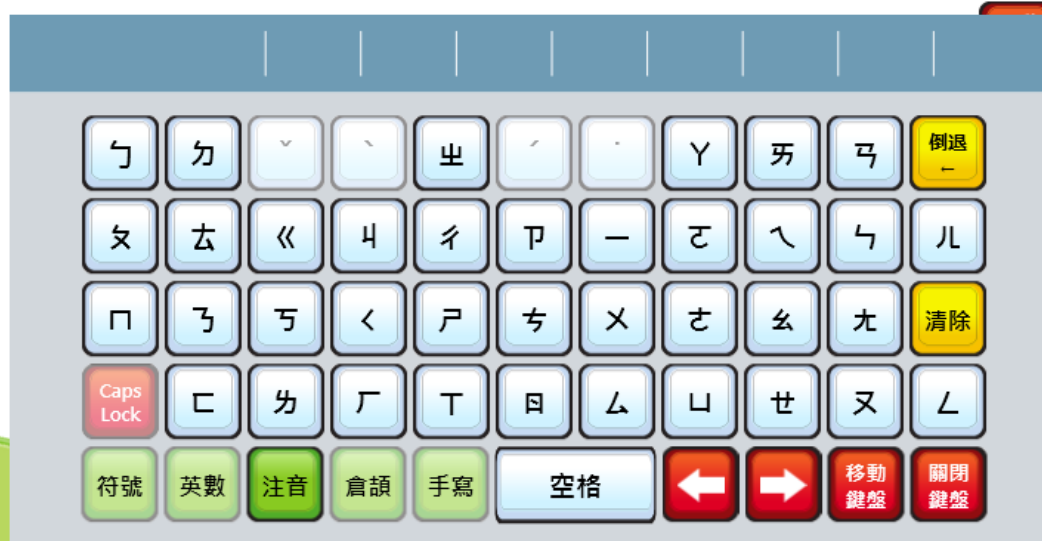 ㄅ ㄉ ˇ ˋ ㄓ ˊ ˙ ㄚ ㄞ ㄢ 倒退 ←
ㄆ ㄊ ㄍ ㄐ ㄔ ㄗ ㄧ ㄛ ㄟ ㄣ ㄦ
ㄇ ㄋ ㄎ ㄑ ㄕ ㄘ ㄨ ㄜ ㄠ ㄤ 清除
Caps Lock ㄈ ㄌ ㄏ ㄒ ㄖ ㄙ ㄩ ㄝ ㄡ ㄥ
符號 英數 注音 倉頡 手寫 空格 移動鍵盤 關閉鍵盤